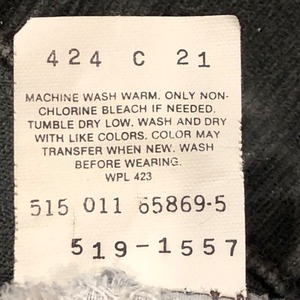 424 C 21
MACHINE WASH WARM. ONLY NON-
CHLORINE BLEACH IF NEEDED.
TUMBLE DRY LOW. WASH AND DRY
WITH LIKE COLORS. COLOR MAY
TRANSFER WHEN NEW. WASH
BEFORE WEARING.
WPL 423
515 011 65869-5
519-1557